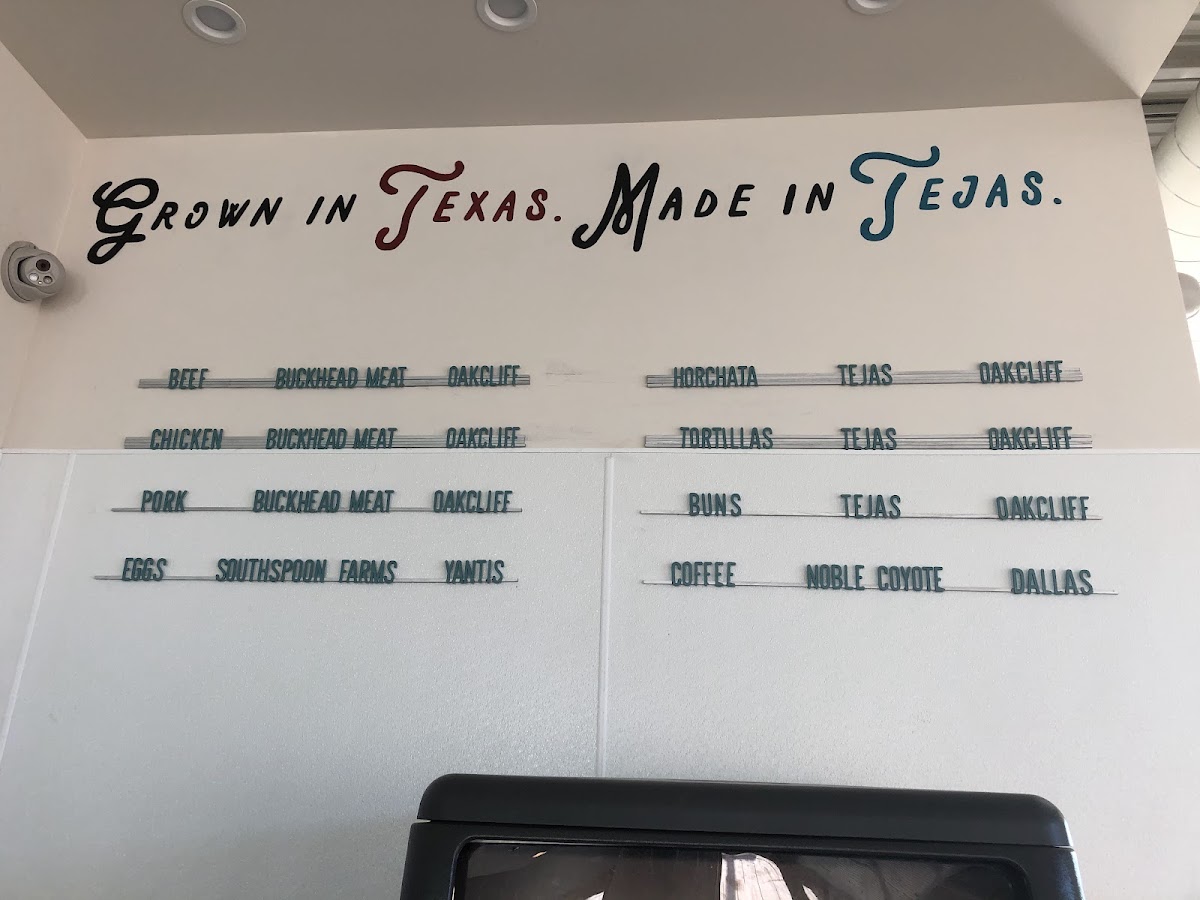 GROWN IN TEXAS. MADE IN TEJAS.
BEEF BUCKHEAD MEAT OAKCLIFF
CHICKEN BUCKHEAD MEAT OAKCLIFF
PORK BUCKHEAD MEAT OAKCLIFF
EGGS SOUTHSPOON FARMS YANTIS
HORCHATA TEJAS OAKCLIFF
TORTILLAS TEJAS OAKCLIFF
BUNS TEJAS OAKCLIFF
COFFEE NOBLE COYOTE DALLAS